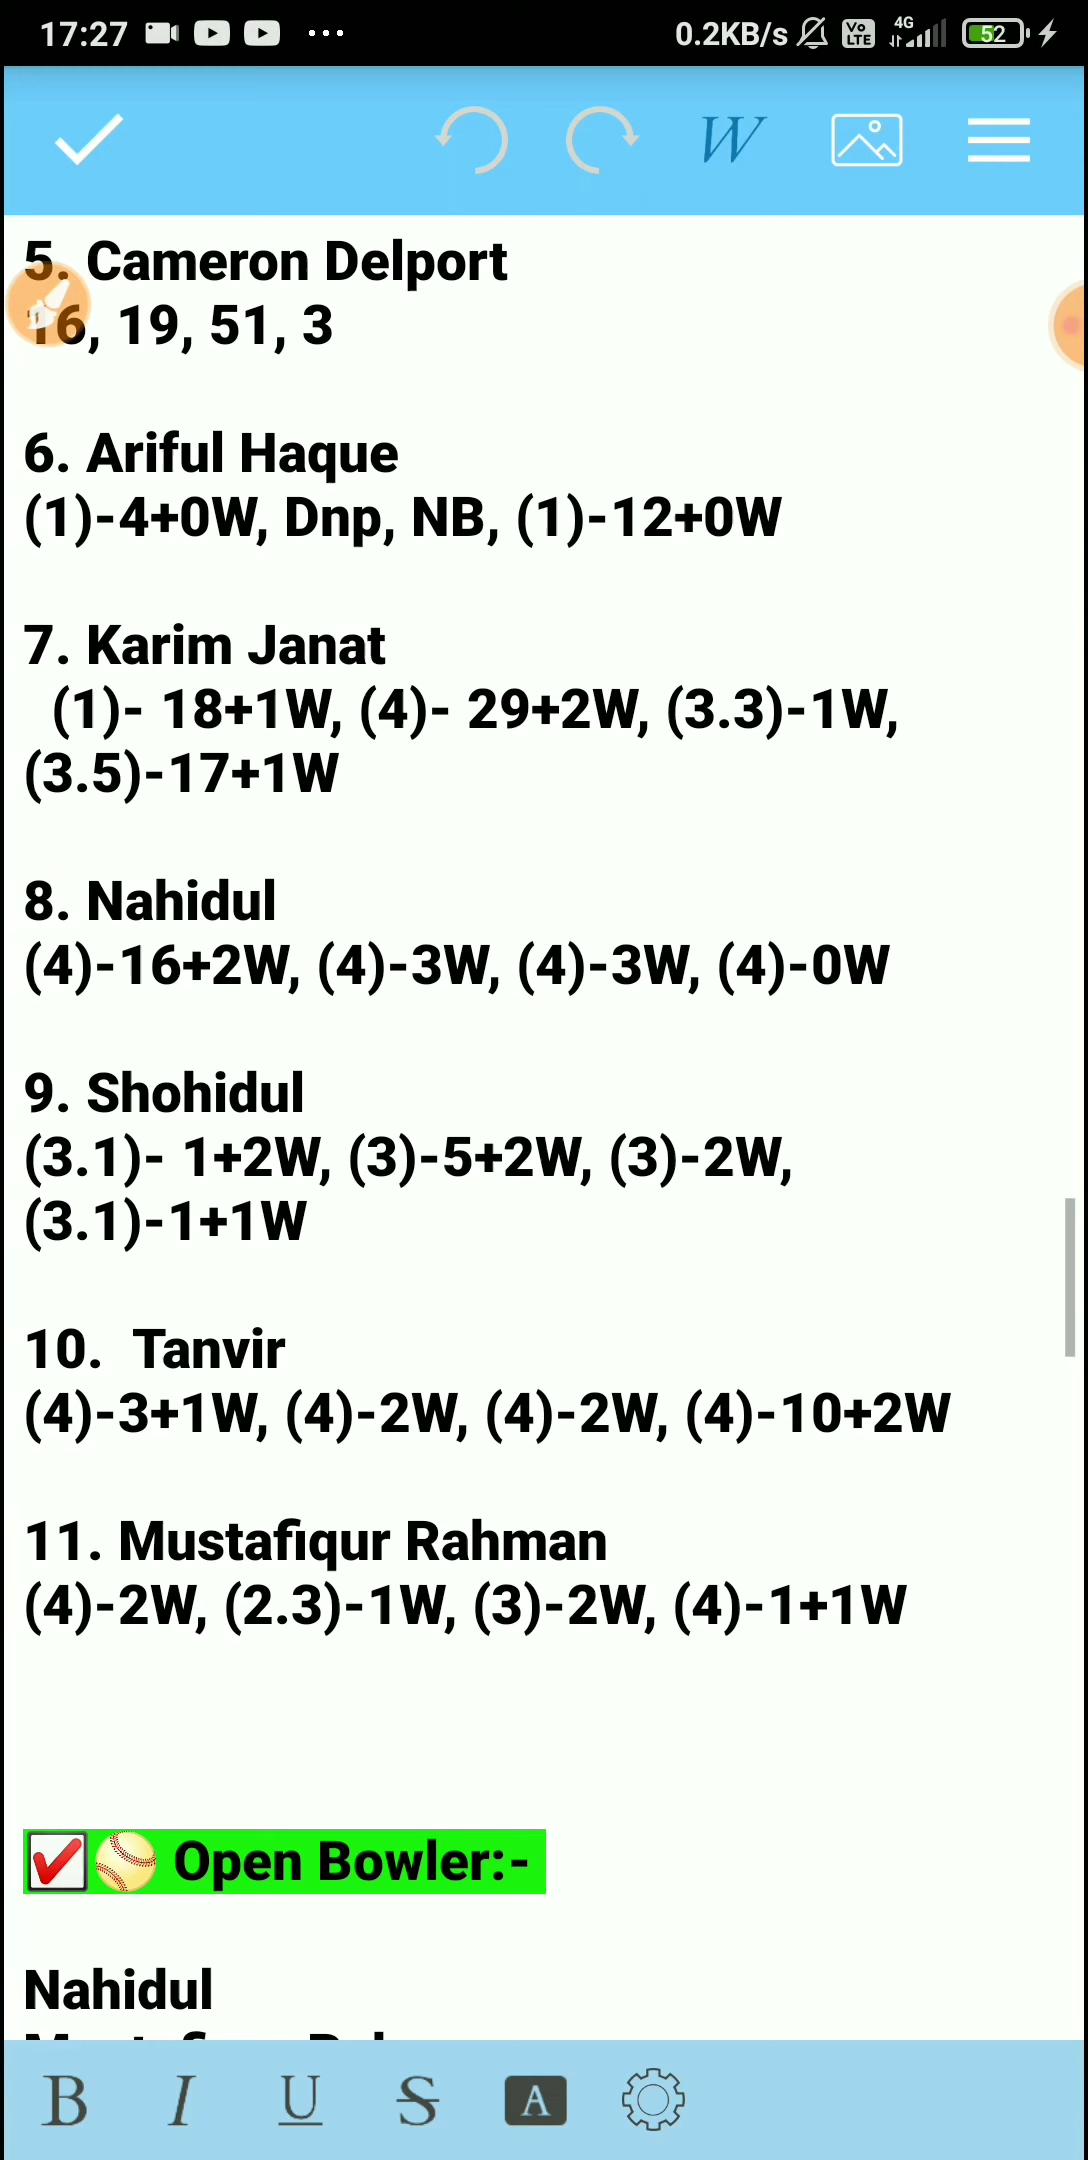 17:27 ... 0.2KB/s Vo LTE 4G 52
W
5. Cameron Delport
16, 19, 51, 3
6. Ariful Haque
(1)-4+0W, Dnp, NB, (1)-12+0W
7. Karim Janat
(1)- 18+1W, (4)- 29+2W, (3.3)-1W,
(3.5)-17+1W
8. Nahidul
(4)-16+2W, (4)-3W, (4)-3W, (4)-0W
9. Shohidul
(3.1)- 1+2W, (3)-5+2W, (3)-2W,
(3.1)-1+1W
10. Tanvir
(4)-3+1W, (4)-2W, (4)-2W, (4)-10+2W
11. Mustafiqur Rahman
(4)-2W, (2.3)-1W, (3)-2W, (4)-1+1W
Open Bowler:-
Nahidul
B I U S A